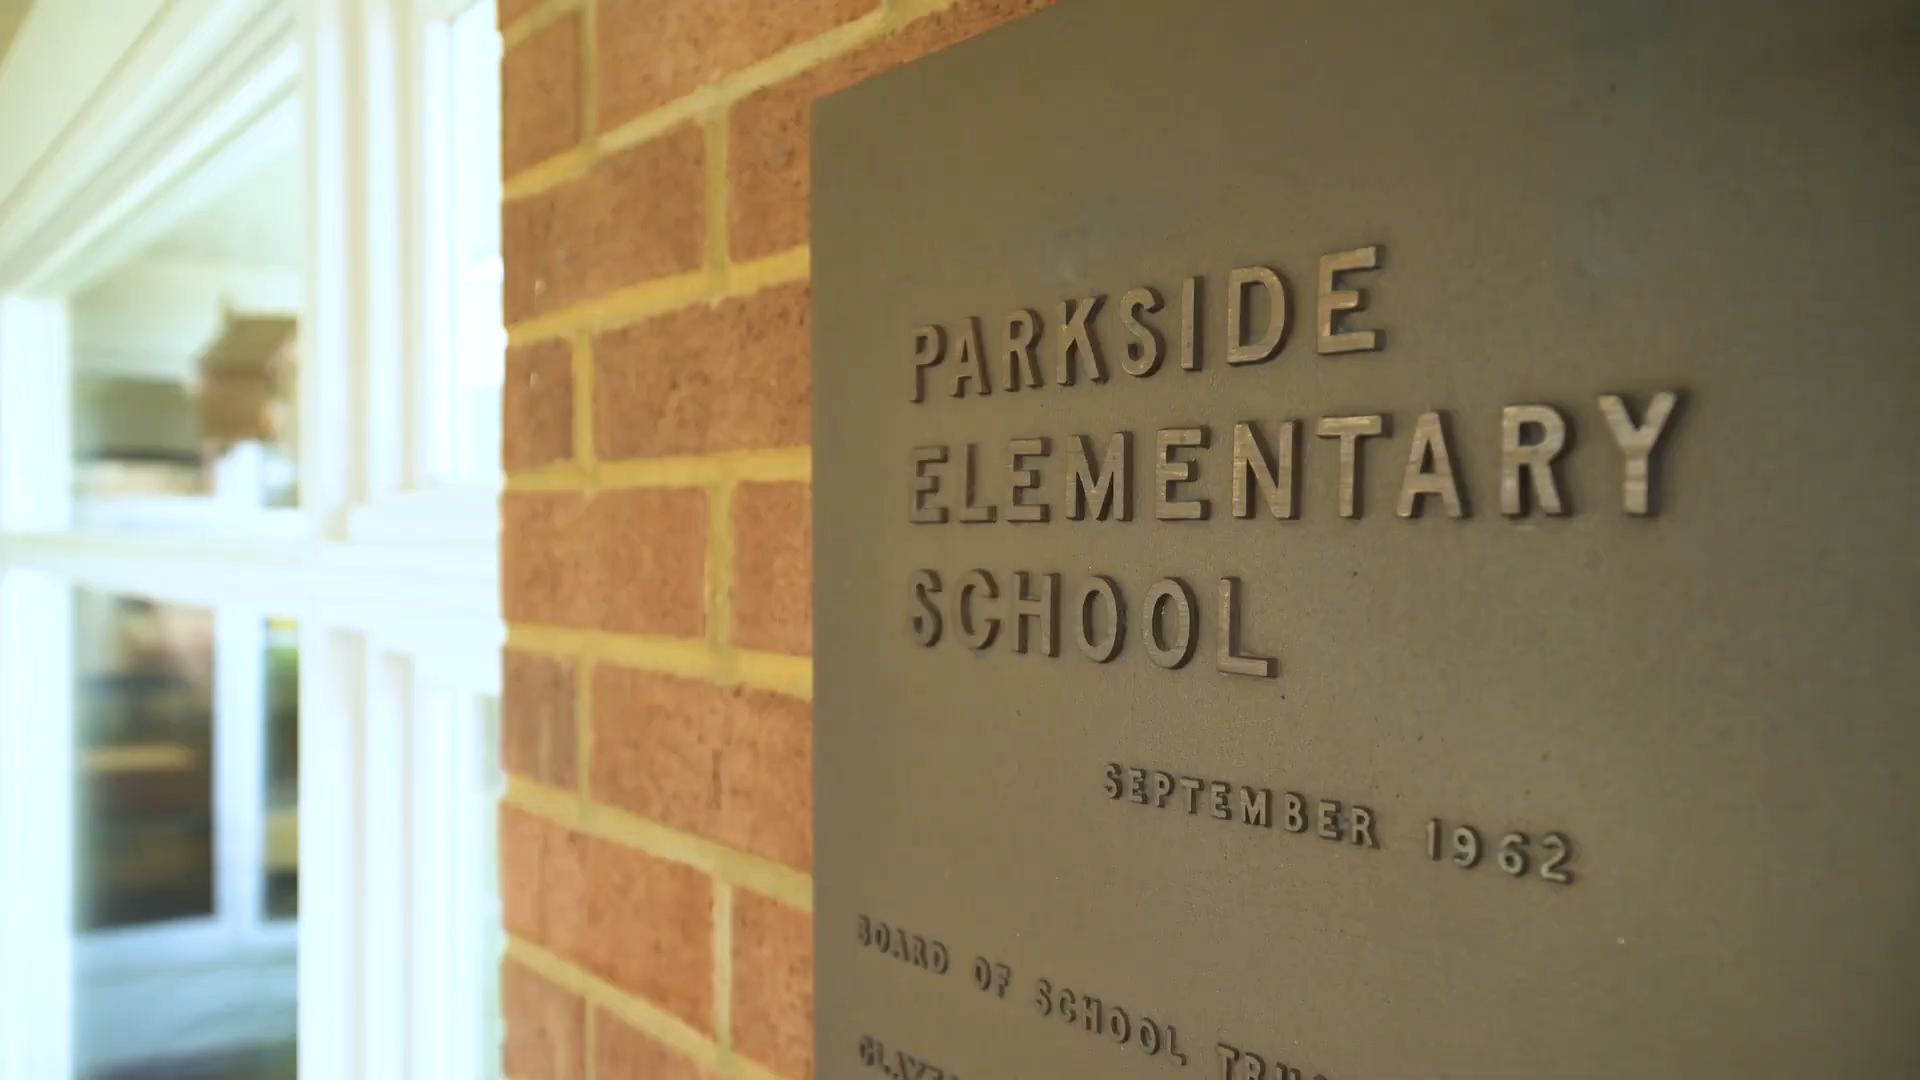 PARKSIDE
ELEMENTARY
SCHOOL
SEPTEMBER 1962
BOARD OF SCHOOL